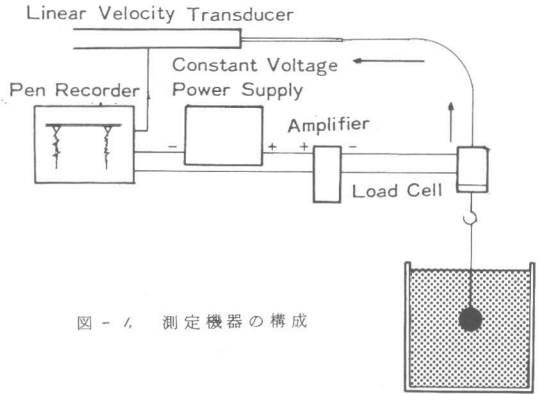 Linear Velocity Transducer
Constant Voltage
Power Supply
Pen Recorder
Amplifier
- + + -
Load Cell
図 - 4 測定機器の構成